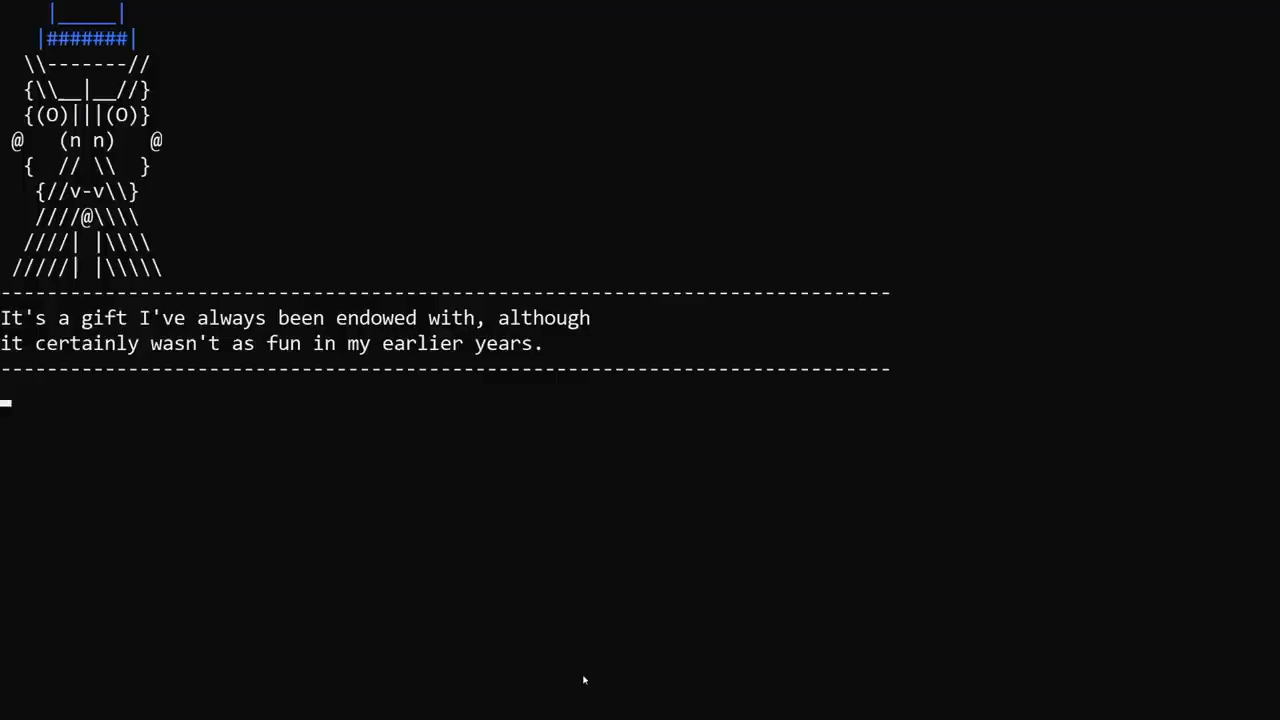 It's a gift I've always been endowed with, although
it certainly wasn't as fun in my earlier years.